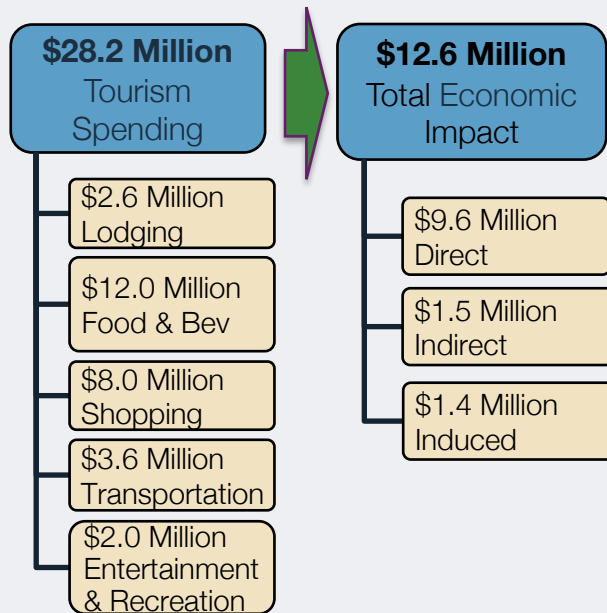 $28.2 Million
Tourism
Spending
$2.6 Million
Lodging
$12.0 Million
Food & Bev
$8.0 Million
Shopping
$3.6 Million
Transportation
$2.0 Million
Entertainment
& Recreation
$12.6 Million
Total Economic
Impact
$9.6 Million
Direct
$1.5 Million
Indirect
$1.4 Million
Induced